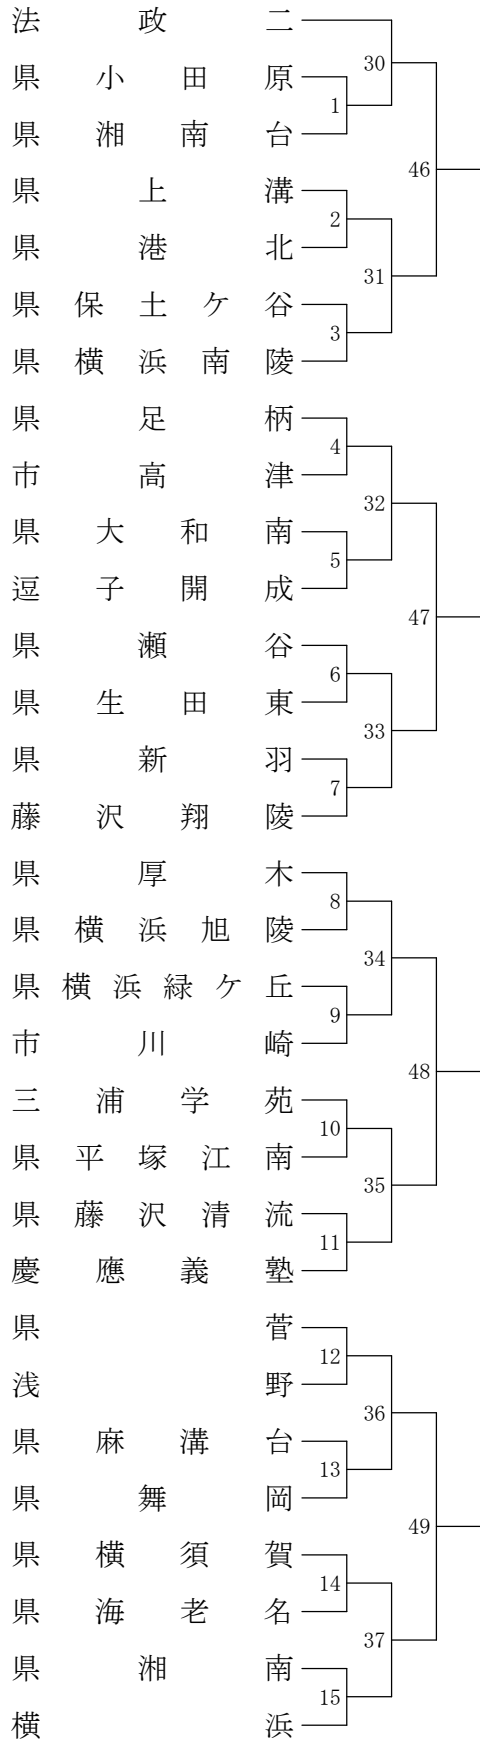 法政二
30
県小田原
1
県湘南台
46
県上溝
2
県港北
31
県保土ケ谷
3
県横浜南陵
県足柄
4
市高津
32
県大和南
5
逗子開成
47
県瀬谷
6
県生田東
33
県新羽
7
藤沢翔陵
県厚木
8
県横浜旭陵
34
県横浜緑ケ丘
9
市川崎
48
三浦学苑
10
県平塚江南
35
県藤沢清流
11
慶應義塾
県菅
12
浅野
36
県麻溝台
13
県舞岡
49
県横須賀
14
県海老名
37
県湘南
15
横浜